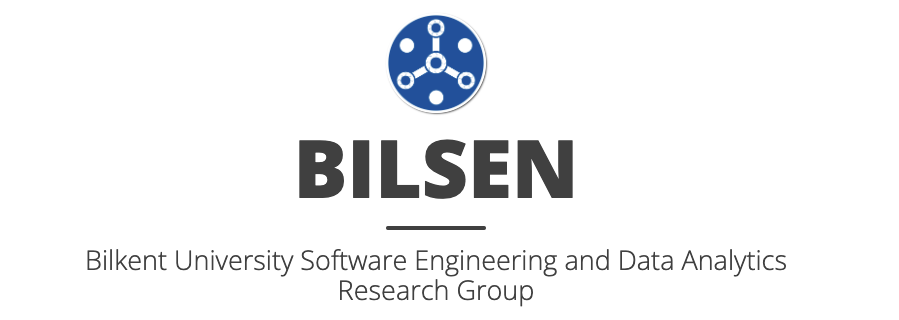 BILSEN
Bilkent University Software Engineering and Data Analytics
Research Group